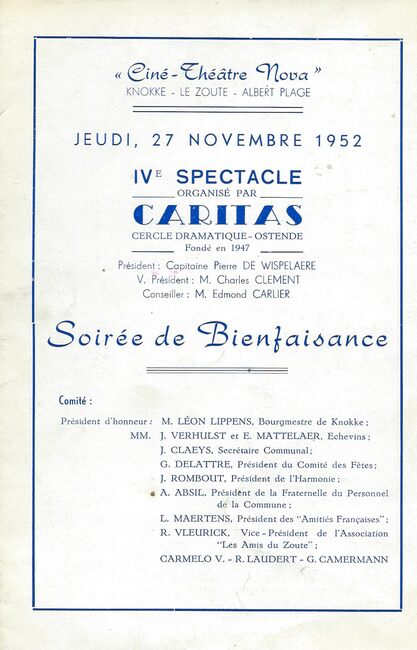 « Ciné-Théâtre Nova »
KNOKKE - LE ZOUTE - ALBERT PLAGE
JEUDI, 27 NOVEMBRE 1952
IVE SPECTACLE
ORGANISÉ PAR
CARITAS
CERCLE DRAMATIQUE - OSTENDE
Fondé en 1947
Président : Capitaine Pierre DE WISPELAERE
V. Président : M. Charles CLEMENT
Conseiller : M. Edmond CARLIER
Soirée de Bienfaisance
Comité :
Président d'honneur : M. LÉON LIPPENS, Bourgmestre de Knokke ;
MM. J. VERHULST et E. MATTELAER, Echevins ;
J. CLAEYS, Secrétaire Communal ;
G. DELATTRE, Président du Comité des Fêtes ;
J. ROMBOUT, Président de l'Harmonie ;
A. ABSIL, Président de la Fraternelle du Personnel
de la Commune ;
L. MAERTENS, Président des "Amitiés Françaises" ;
R. VLEURICK, Vice-Président de l'Association
"Les Amis du Zoute" ;
CARMELO V. - R. LAUDERT - G. CAMERMANN